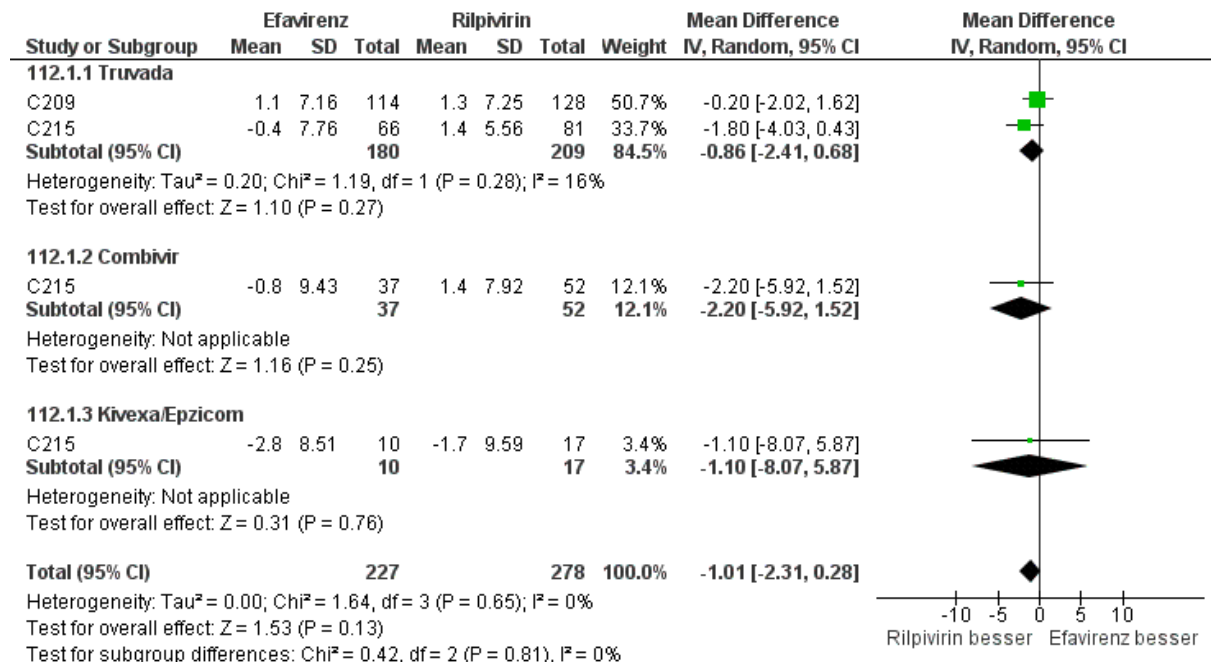 Efavirenz Rilpivirin Mean Difference Mean Difference
Study or Subgroup Mean SD Total Mean SD Total Weight IV, Random, 95% CI IV, Random, 95% CI
112.1.1 Truvada
C209 1.1 7.16 114 1.3 7.25 128 50.7% -0.20 [-2.02, 1.62]
C215 -0.4 7.76 66 1.4 5.56 81 33.7% -1.80 [-4.03, 0.43]
Subtotal (95% CI) 180 209 84.5% -0.86 [-2.41, 0.68]
Heterogeneity: Tau² = 0.20; Chi² = 1.19, df = 1 (P = 0.28); I² = 16%
Test for overall effect: Z = 1.10 (P = 0.27)
112.1.2 Combivir
C215 -0.8 9.43 37 1.4 7.92 52 12.1% -2.20 [-5.92, 1.52]
Subtotal (95% CI) 37 52 12.1% -2.20 [-5.92, 1.52]
Heterogeneity: Not applicable
Test for overall effect: Z = 1.16 (P = 0.25)
112.1.3 Kivexa/Epzicom
C215 -2.8 8.51 10 -1.7 9.59 17 3.4% -1.10 [-8.07, 5.87]
Subtotal (95% CI) 10 17 3.4% -1.10 [-8.07, 5.87]
Heterogeneity: Not applicable
Test for overall effect: Z = 0.31 (P = 0.76)
Total (95% CI) 227 278 100.0% -1.01 [-2.31, 0.28]
Heterogeneity: Tau² = 0.00; Chi² = 1.64, df = 3 (P = 0.65); I² = 0%
Test for overall effect: Z = 1.53 (P = 0.13)
Test for subgroup differences: Chi² = 0.42, df = 2 (P = 0.81), I² = 0%
-10 -5 0 5 10
Rilpivirin besser Efavirenz besser